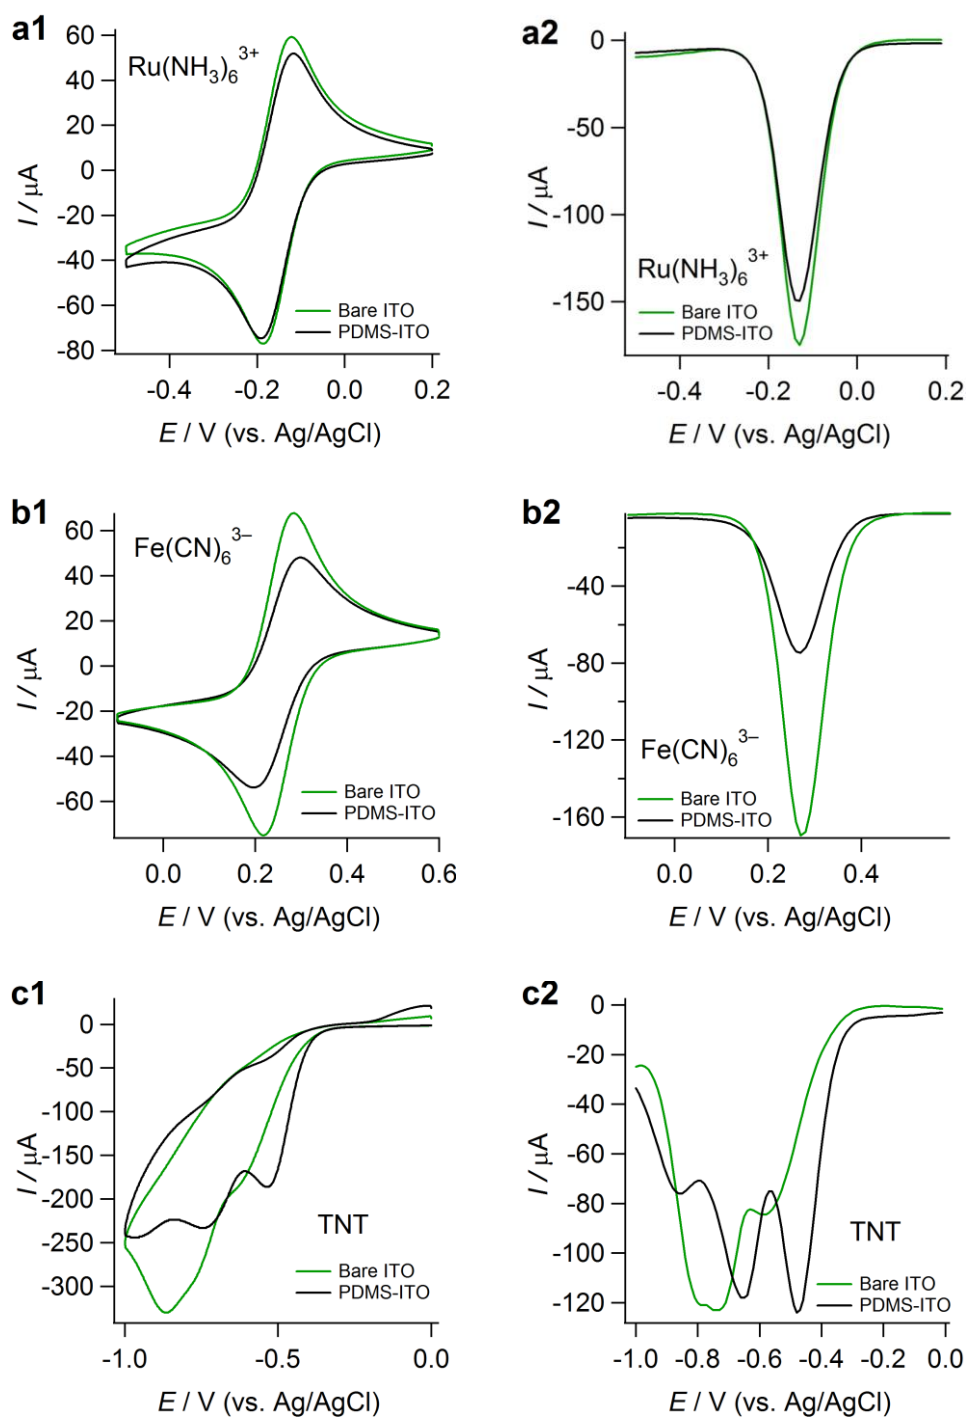 a1
Ru(NH3)6 3+
60
40
20
0
-20
-40
-60
-80
I / μA
Bare ITO
PDMS-ITO
-0.4 -0.2 0.0 0.2
E / V (vs. Ag/AgCl)
a2
0
-50
-100
-150
I / μA
Ru(NH3)6 3+
Bare ITO
PDMS-ITO
-0.4 -0.2 0.0 0.2
E / V (vs. Ag/AgCl)
b1
Fe(CN)6 3–
60
40
20
0
-20
-40
-60
I / μA
Bare ITO
PDMS-ITO
0.0 0.2 0.4 0.6
E / V (vs. Ag/AgCl)
b2
-40
-80
-120
-160
I / μA
Fe(CN)6 3–
Bare ITO
PDMS-ITO
0.0 0.2 0.4
E / V (vs. Ag/AgCl)
c1
0
-50
-100
-150
-200
-250
-300
I / μA
TNT
Bare ITO
PDMS-ITO
-1.0 -0.5 0.0
E / V (vs. Ag/AgCl)
c2
0
-20
-40
-60
-80
-100
-120
I / μA
TNT
Bare ITO
PDMS-ITO
-1.0 -0.8 -0.6 -0.4 -0.2 0.0
E / V (vs. Ag/AgCl)